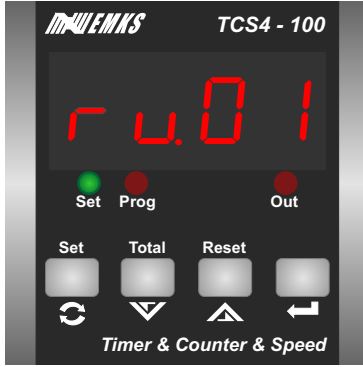 EMKS TCS4 - 100
ru.01
Set Prog Out
Set Total Reset
Timer & Counter & Speed